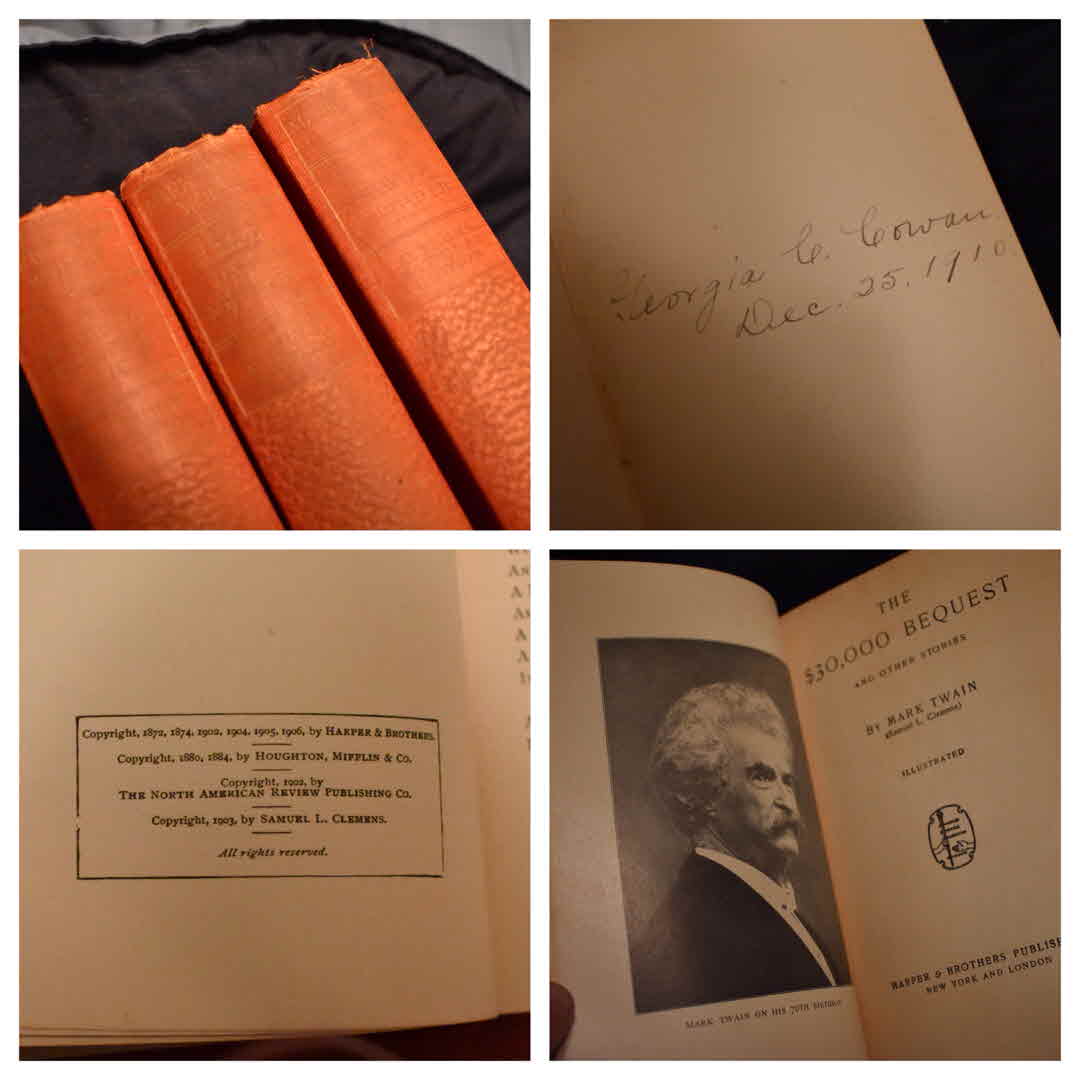 Georgia C. Cowan
Dec. 25. 1910.
Copyright, 1872, 1874, 1902, 1904, 1905, 1906, by HARPER & BROTHERS.
Copyright, 1880, 1884, by HOUGHTON, MIFFLIN & CO.
Copyright, 1902, by
THE NORTH AMERICAN REVIEW PUBLISHING CO.
Copyright, 1903, by SAMUEL L. CLEMENS.
All rights reserved.
As
A
As
A
A
THE
$30,000 BEQUEST
AND OTHER STORIES
BY MARK TWAIN
(Samuel L. Clemens)
ILLUSTRATED
HARPER & BROTHERS PUBLISH
NEW YORK AND LONDON
MARK TWAIN ON HIS 70TH